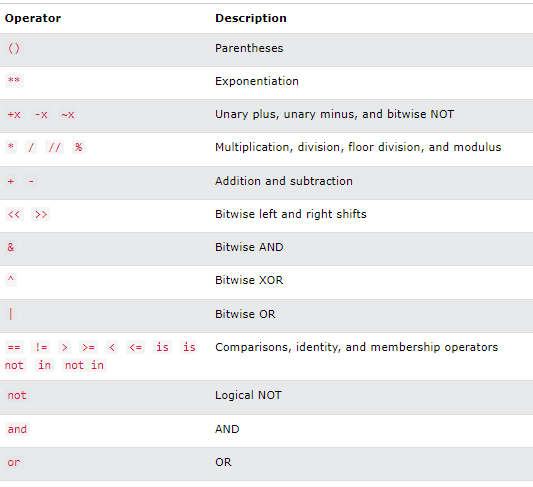 Operator Description
() Parentheses
** Exponentiation
+x -x ~x Unary plus, unary minus, and bitwise NOT
* / // % Multiplication, division, floor division, and modulus
+ - Addition and subtraction
<< >> Bitwise left and right shifts
& Bitwise AND
^ Bitwise XOR
| Bitwise OR
== != > >= < <= is is Comparisons, identity, and membership operators
not in not in
not Logical NOT
and AND
or OR